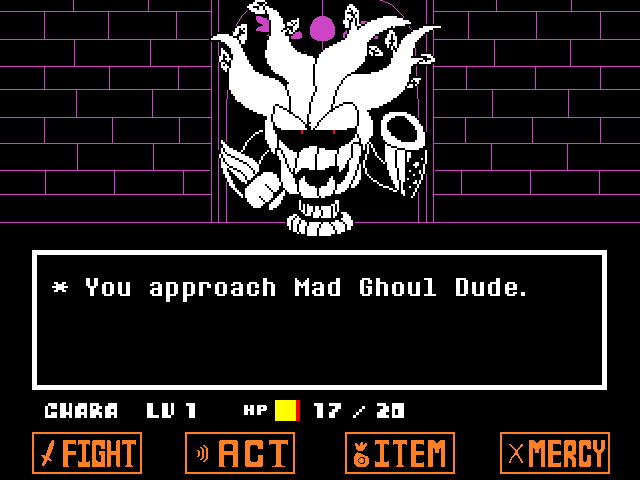 * You approach Mad Ghoul Dude.
CHARA LV 1 HP 17 / 20
FIGHT ACT ITEM MERCY